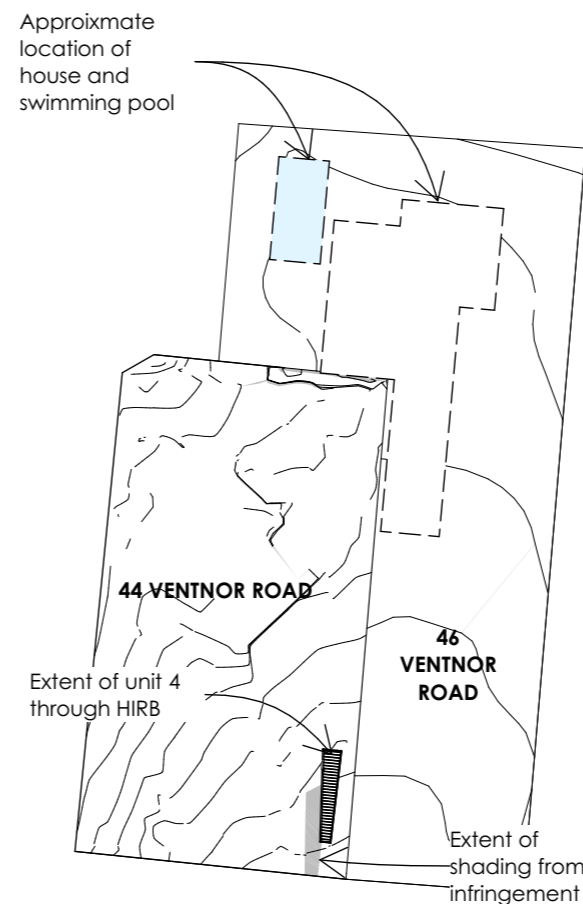 Approixmate
location of
house and
swimming pool
44 VENTNOR ROAD
46
VENTNOR
ROAD
Extent of unit 4
through HIRB
Extent of
shading from
infringement